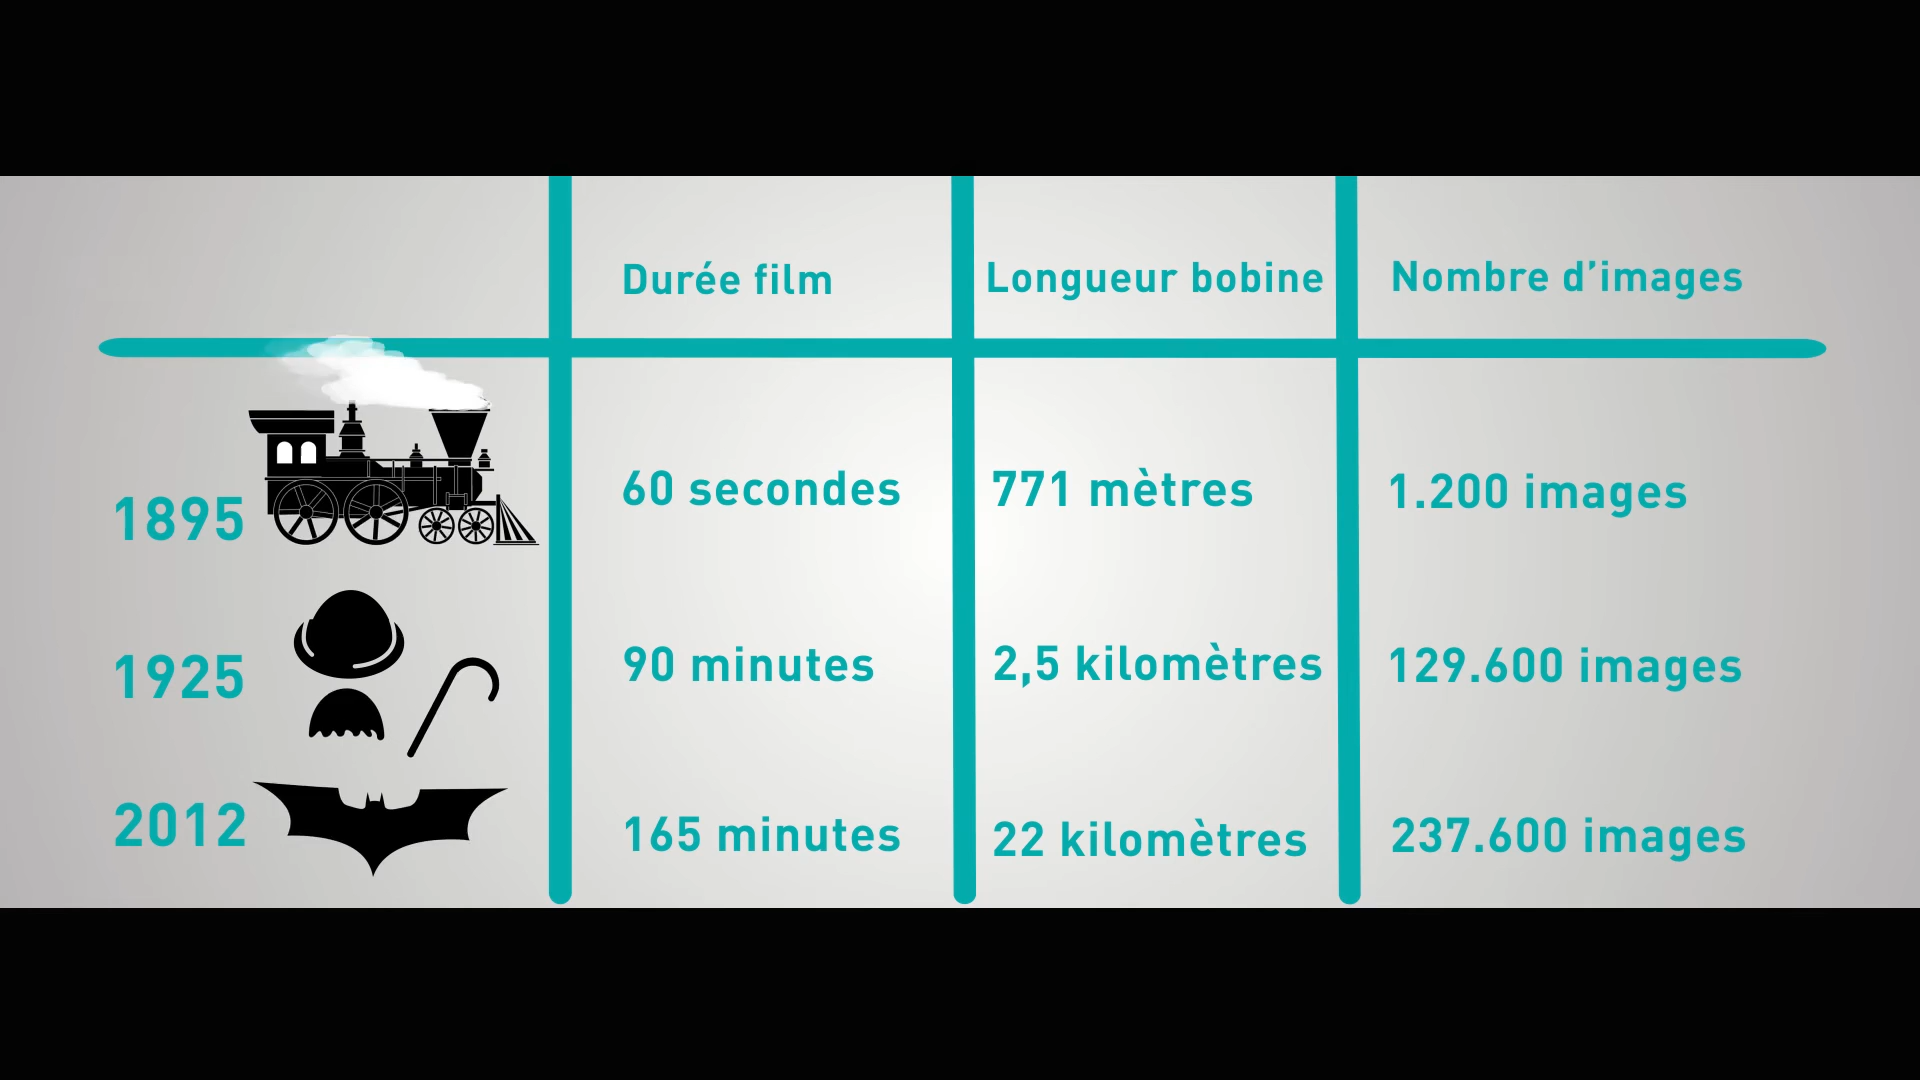 Durée film Longueur bobine Nombre d'images
1895 60 secondes 771 mètres 1.200 images
1925 90 minutes 2,5 kilomètres 129.600 images
2012 165 minutes 22 kilomètres 237.600 images